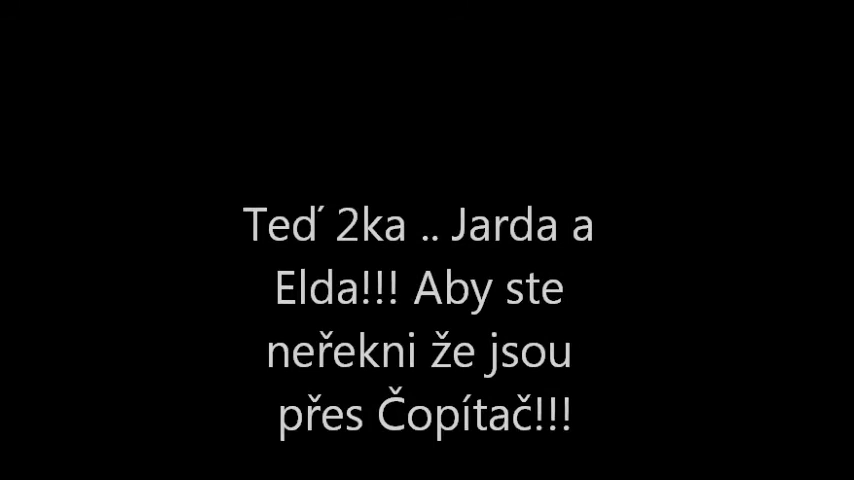 Teď 2ka .. Jarda a
Elda!!! Aby ste
neřekni že jsou
přes Čopítač!!!